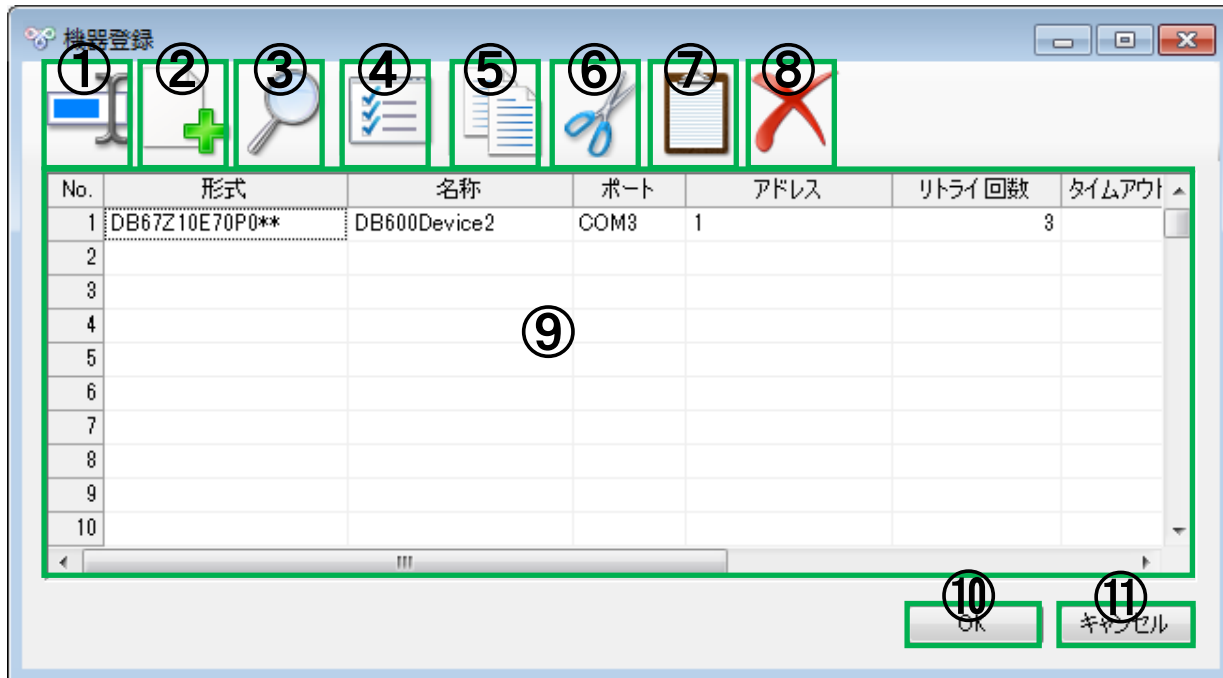 機器登録
① ② ③ ④ ⑤ ⑥ ⑦ ⑧
No. 形式 名称 ポート アドレス リトライ回数 タイムアウト
1 DB67Z10E70P0** DB600Device2 COM3 1 3
2
3
4
5
6
7
8
9
10
⑨
⑩ ⑪
OK キャンセル